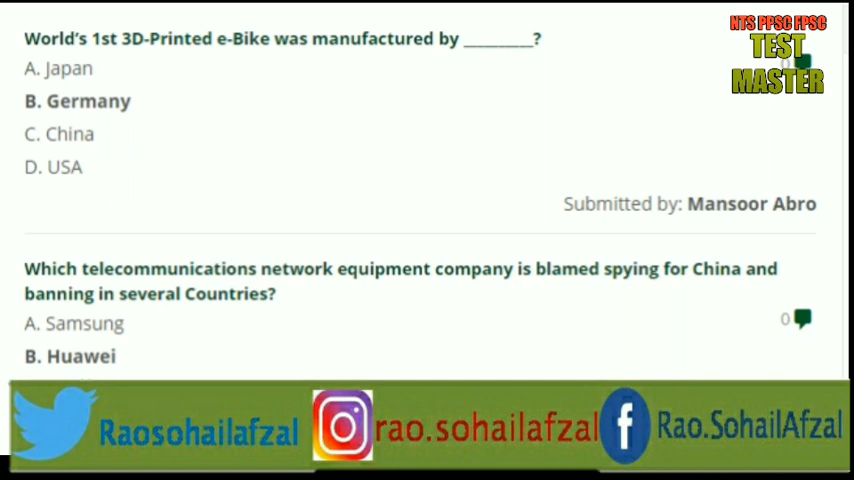 NTS PPSC FPSC
TEST
MASTER
World's 1st 3D-Printed e-Bike was manufactured by __________?
0
A. Japan
B. Germany
C. China
D. USA
Submitted by: Mansoor Abro
Which telecommunications network equipment company is blamed spying for China and
banning in several Countries?
0
A. Samsung
B. Huawei
Raosohailafzal
rao.sohailafzal
Rao.SohailAfzal